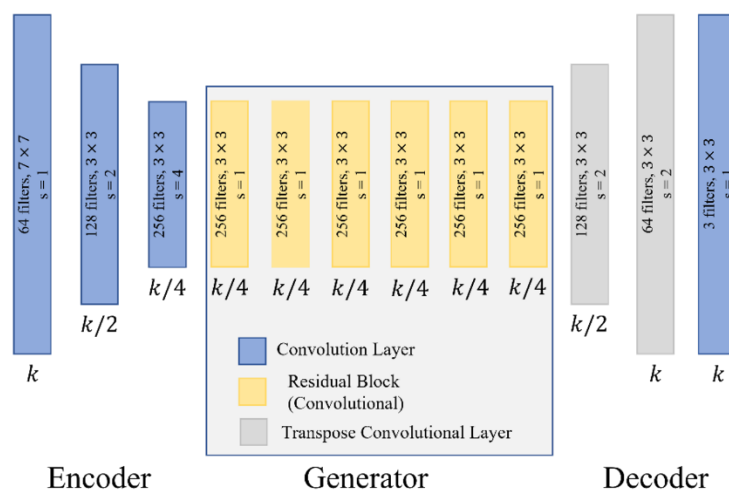 64 filters, 7 × 7
s = 1
128 filters, 3 × 3
s = 2
256 filters, 3 × 3
s = 4
256 filters, 3 × 3
s = 1
256 filters, 3 × 3
s = 1
256 filters, 3 × 3
s = 1
256 filters, 3 × 3
s = 1
256 filters, 3 × 3
s = 1
256 filters, 3 × 3
s = 1
128 filters, 3 × 3
s = 2
64 filters, 3 × 3
s = 2
3 filters, 3 × 3
s = 1
k
k/2
k/4
k/4
k/4
k/4
k/4
k/4
k/4
k/2
k
k
Convolution Layer
Residual Block
(Convolutional)
Transpose Convolutional Layer
Encoder
Generator
Decoder